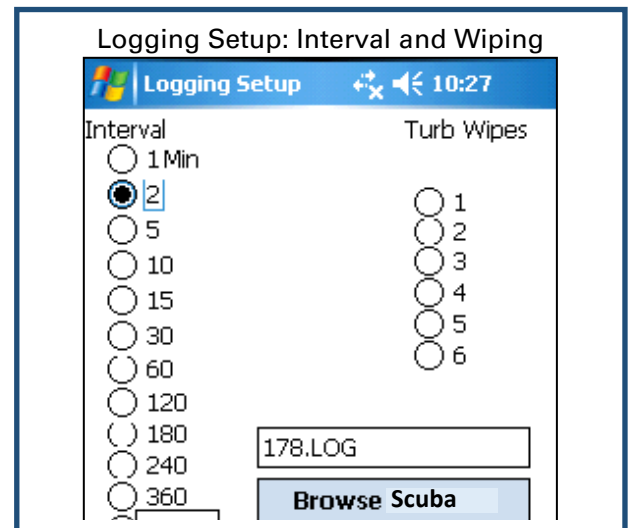 Logging Setup: Interval and Wiping
Logging Setup 10:27
Interval Turb Wipes
1 Min
2
5
10
15
30
60
120
180
240
360
1
2
3
4
5
6
178.LOG
Browse Scuba